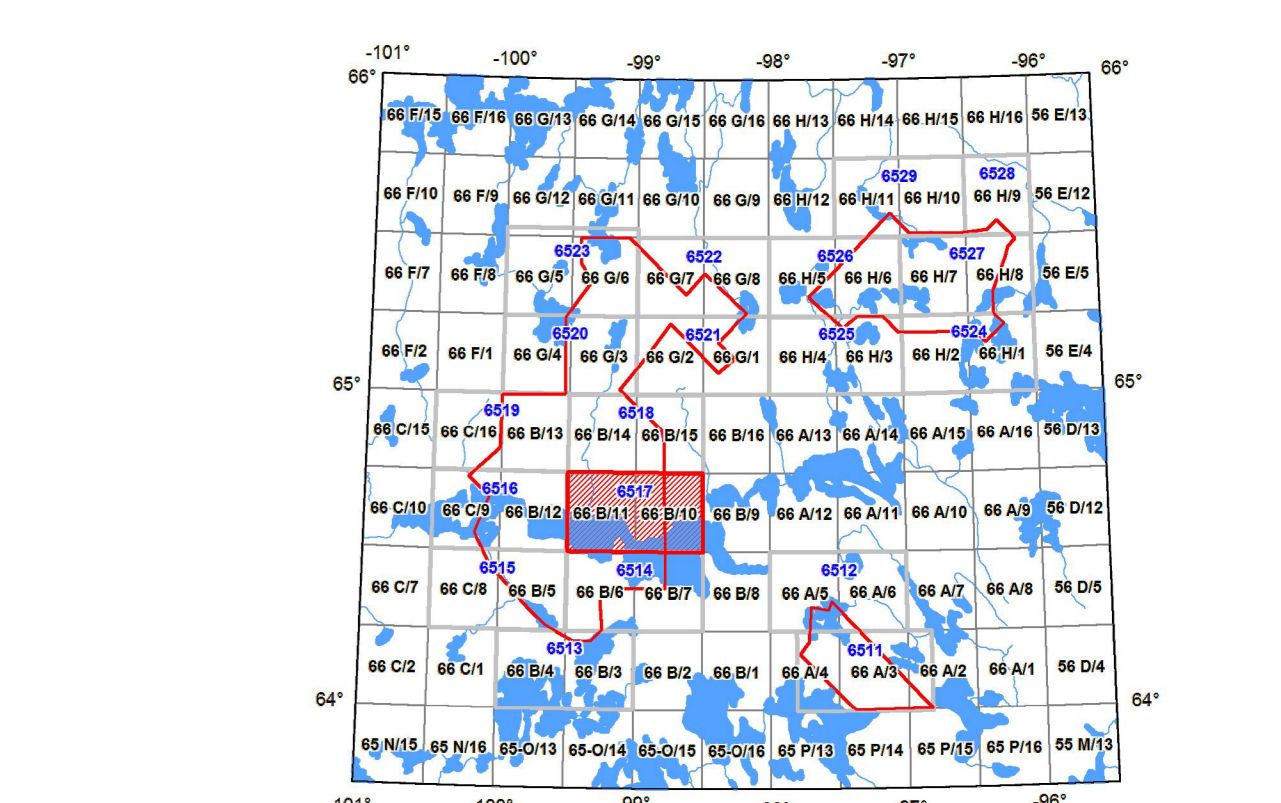 -101° -100° -99° -98° -97° -96°
66° 66°
66 F/15 66 F/16 66 G/13 66 G/14 66 G/15 66 G/16 66 H/13 66 H/14 66 H/15 66 H/16 56 E/13
6529 6528
66 F/10 66 F/9 66 G/12 66 G/11 66 G/10 66 G/9 66 H/12 66 H/11 66 H/10 66 H/9 56 E/12
6523 6522 6526 6527
66 F/7 66 F/8 66 G/5 66 G/6 66 G/7 66 G/8 66 H/5 66 H/6 66 H/7 66 H/8 56 E/5
6520 6521 6525 6524
66 F/2 66 F/1 66 G/4 66 G/3 66 G/2 66 G/1 66 H/4 66 H/3 66 H/2 66 H/1 56 E/4
65° 65°
6519 6518
66 C/15 66 C/16 66 B/13 66 B/14 66 B/15 66 B/16 66 A/13 66 A/14 66 A/15 66 A/16 56 D/13
6516 6517
66 C/10 66 C/9 66 B/12 66 B/11 66 B/10 66 B/9 66 A/12 66 A/11 66 A/10 66 A/9 56 D/12
6515 6514 6512
66 C/7 66 C/8 66 B/5 66 B/6 66 B/7 66 B/8 66 A/5 66 A/6 66 A/7 66 A/8 56 D/5
6513 6511
66 C/2 66 C/1 66 B/4 66 B/3 66 B/2 66 B/1 66 A/4 66 A/3 66 A/2 66 A/1 56 D/4
64° 64°
65 N/15 65 N/16 65-O/13 65-O/14 65-O/15 65-O/16 65 P/13 65 P/14 65 P/15 65 P/16 55 M/13
-96°